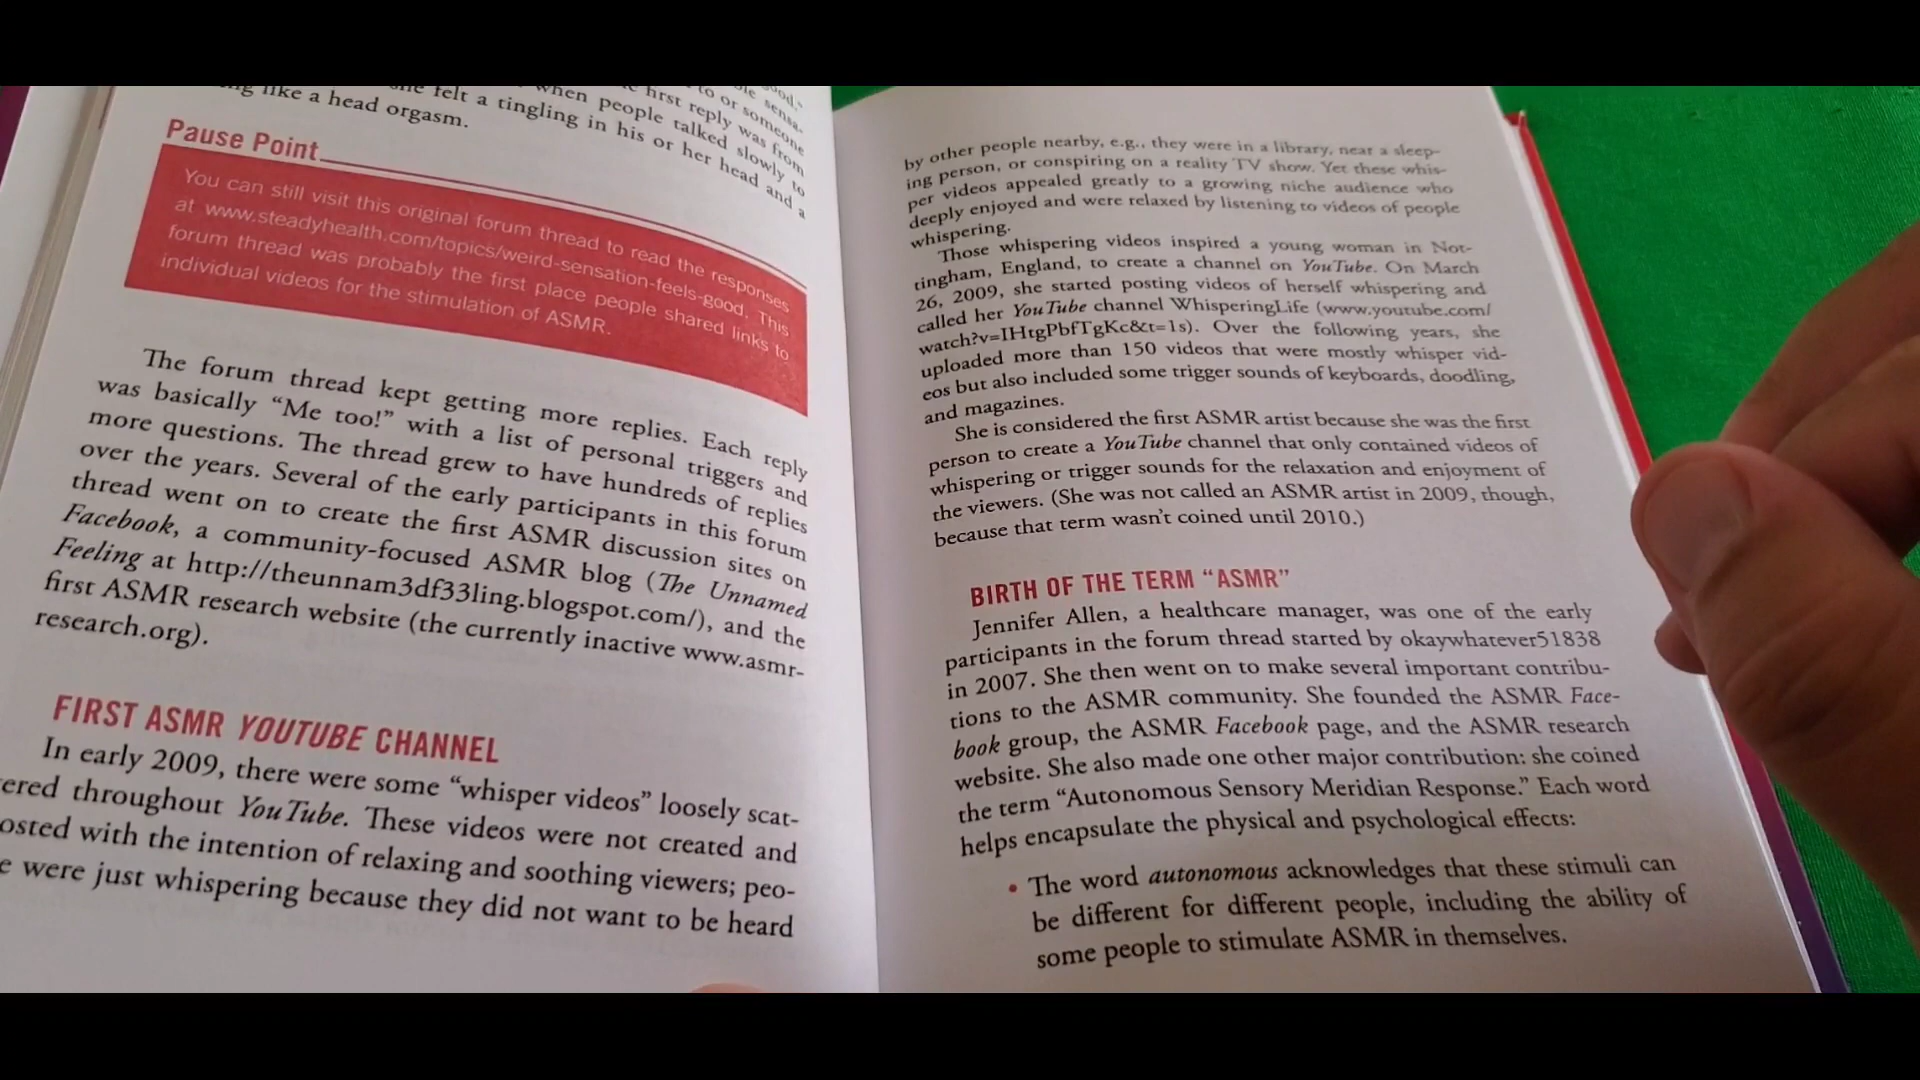 good."
sensa-
to or someone
first reply was from
when people talked slowly to
she felt a tingling in his or her head and a
like a head orgasm.
Pause Point
You can still visit this original forum thread to read the responses
at www.steadyhealth.com/topics/weird-sensation-feels-good. This
forum thread was probably the first place people shared links to
individual videos for the stimulation of ASMR.
The forum thread kept getting more replies. Each reply
was basically “Me too!” with a list of personal triggers and
more questions. The thread grew to have hundreds of replies
over the years. Several of the early participants in this forum
thread went on to create the first ASMR discussion sites on
Facebook, a community-focused ASMR blog (The Unnamed
Feeling at http://theunnam3df33ling.blogspot.com/), and the
first ASMR research website (the currently inactive www.asmr-
research.org).
FIRST ASMR YOUTUBE CHANNEL
In early 2009, there were some “whisper videos” loosely scat-
ered throughout YouTube. These videos were not created and
osted with the intention of relaxing and soothing viewers; peo-
e were just whispering because they did not want to be heard
by other people nearby, e.g., they were in a library, near a sleep-
ing person, or conspiring on a reality TV show. Yet these whis-
per videos appealed greatly to a growing niche audience who
deeply enjoyed and were relaxed by listening to videos of people
whispering.
Those whispering videos inspired a young woman in Not-
tingham, England, to create a channel on YouTube. On March
26, 2009, she started posting videos of herself whispering and
called her YouTube channel WhisperingLife (www.youtube.com/
watch?v=IHtgPbfTgKc&t=1s). Over the following years, she
uploaded more than 150 videos that were mostly whisper vid-
eos but also included some trigger sounds of keyboards, doodling,
and magazines.
She is considered the first ASMR artist because she was the first
person to create a YouTube channel that only contained videos of
whispering or trigger sounds for the relaxation and enjoyment of
the viewers. (She was not called an ASMR artist in 2009, though,
because that term wasn’t coined until 2010.)
BIRTH OF THE TERM “ASMR”
Jennifer Allen, a healthcare manager, was one of the early
participants in the forum thread started by okaywhatever51838
in 2007. She then went on to make several important contribu-
tions to the ASMR community. She founded the ASMR Face-
book group, the ASMR Facebook page, and the ASMR research
website. She also made one other major contribution: she coined
the term “Autonomous Sensory Meridian Response.” Each word
helps encapsulate the physical and psychological effects:
• The word autonomous acknowledges that these stimuli can
be different for different people, including the ability of
some people to stimulate ASMR in themselves.